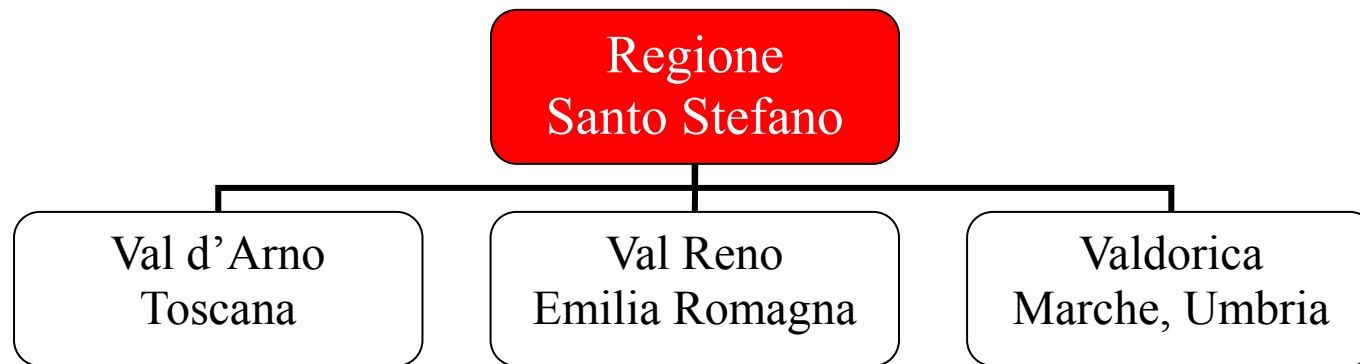 Regione
Santo Stefano
Val d’Arno
Toscana
Val Reno
Emilia Romagna
Valdorica
Marche, Umbria